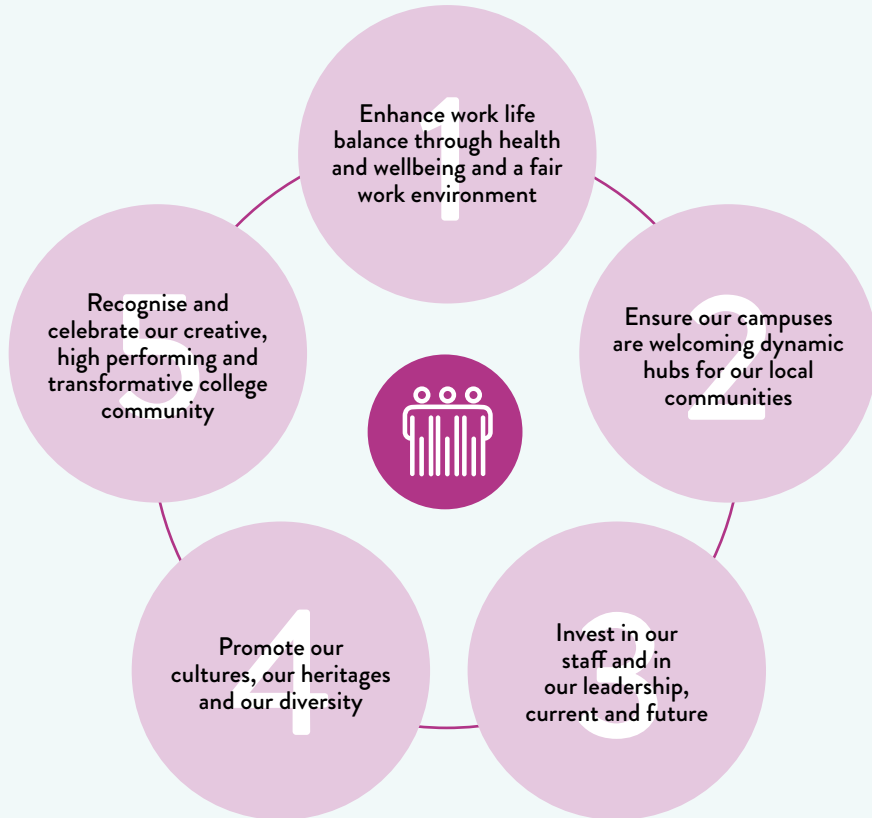 1
Enhance work life
balance through health
and wellbeing and a fair
work environment
2
Ensure our campuses
are welcoming dynamic
hubs for our local
communities
3
Invest in our
staff and in
our leadership,
current and future
4
Promote our
cultures, our heritages
and our diversity
5
Recognise and
celebrate our creative,
high performing and
transformative college
community